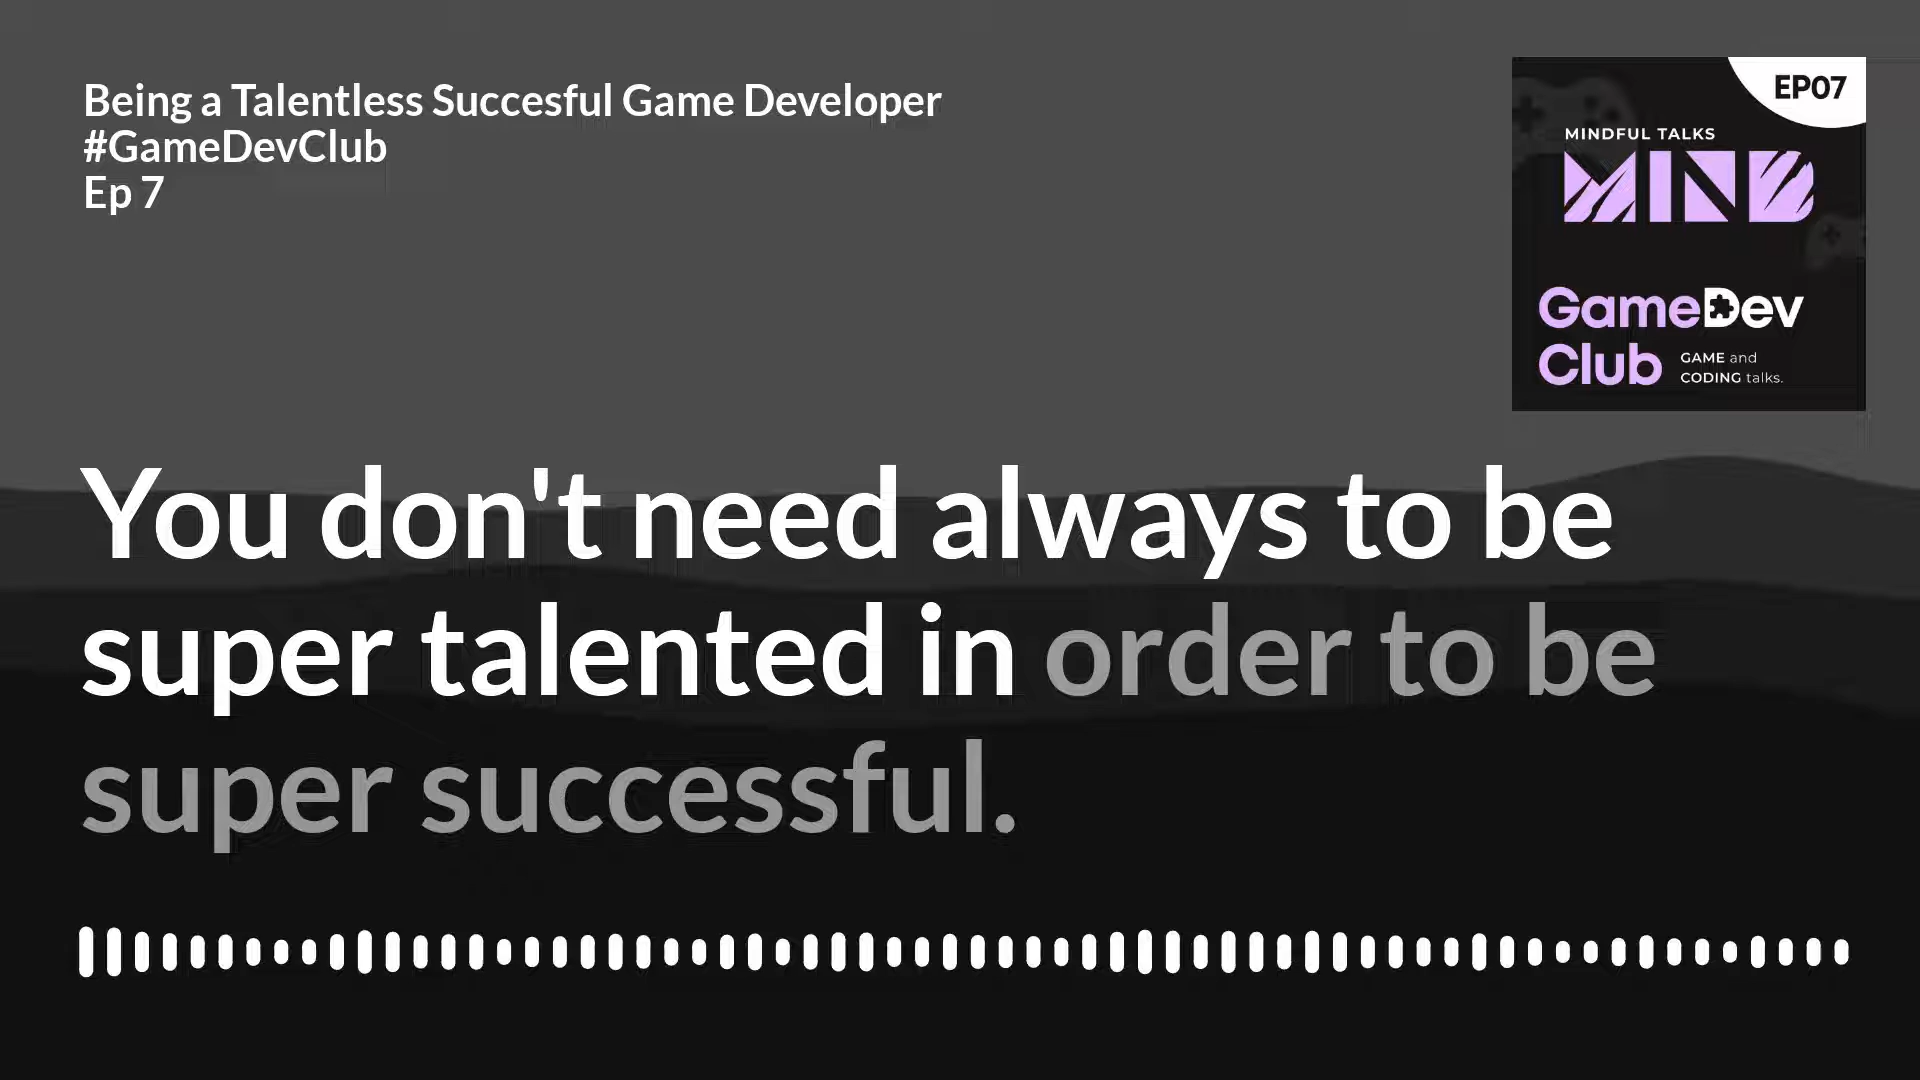 Being a Talentless Succesful Game Developer
#GameDevClub
Ep 7
EP07
MINDFUL TALKS
MIND
GameDev
Club
GAME and
CODING talks.
You don't need always to be
super talented in order to be
super successful.